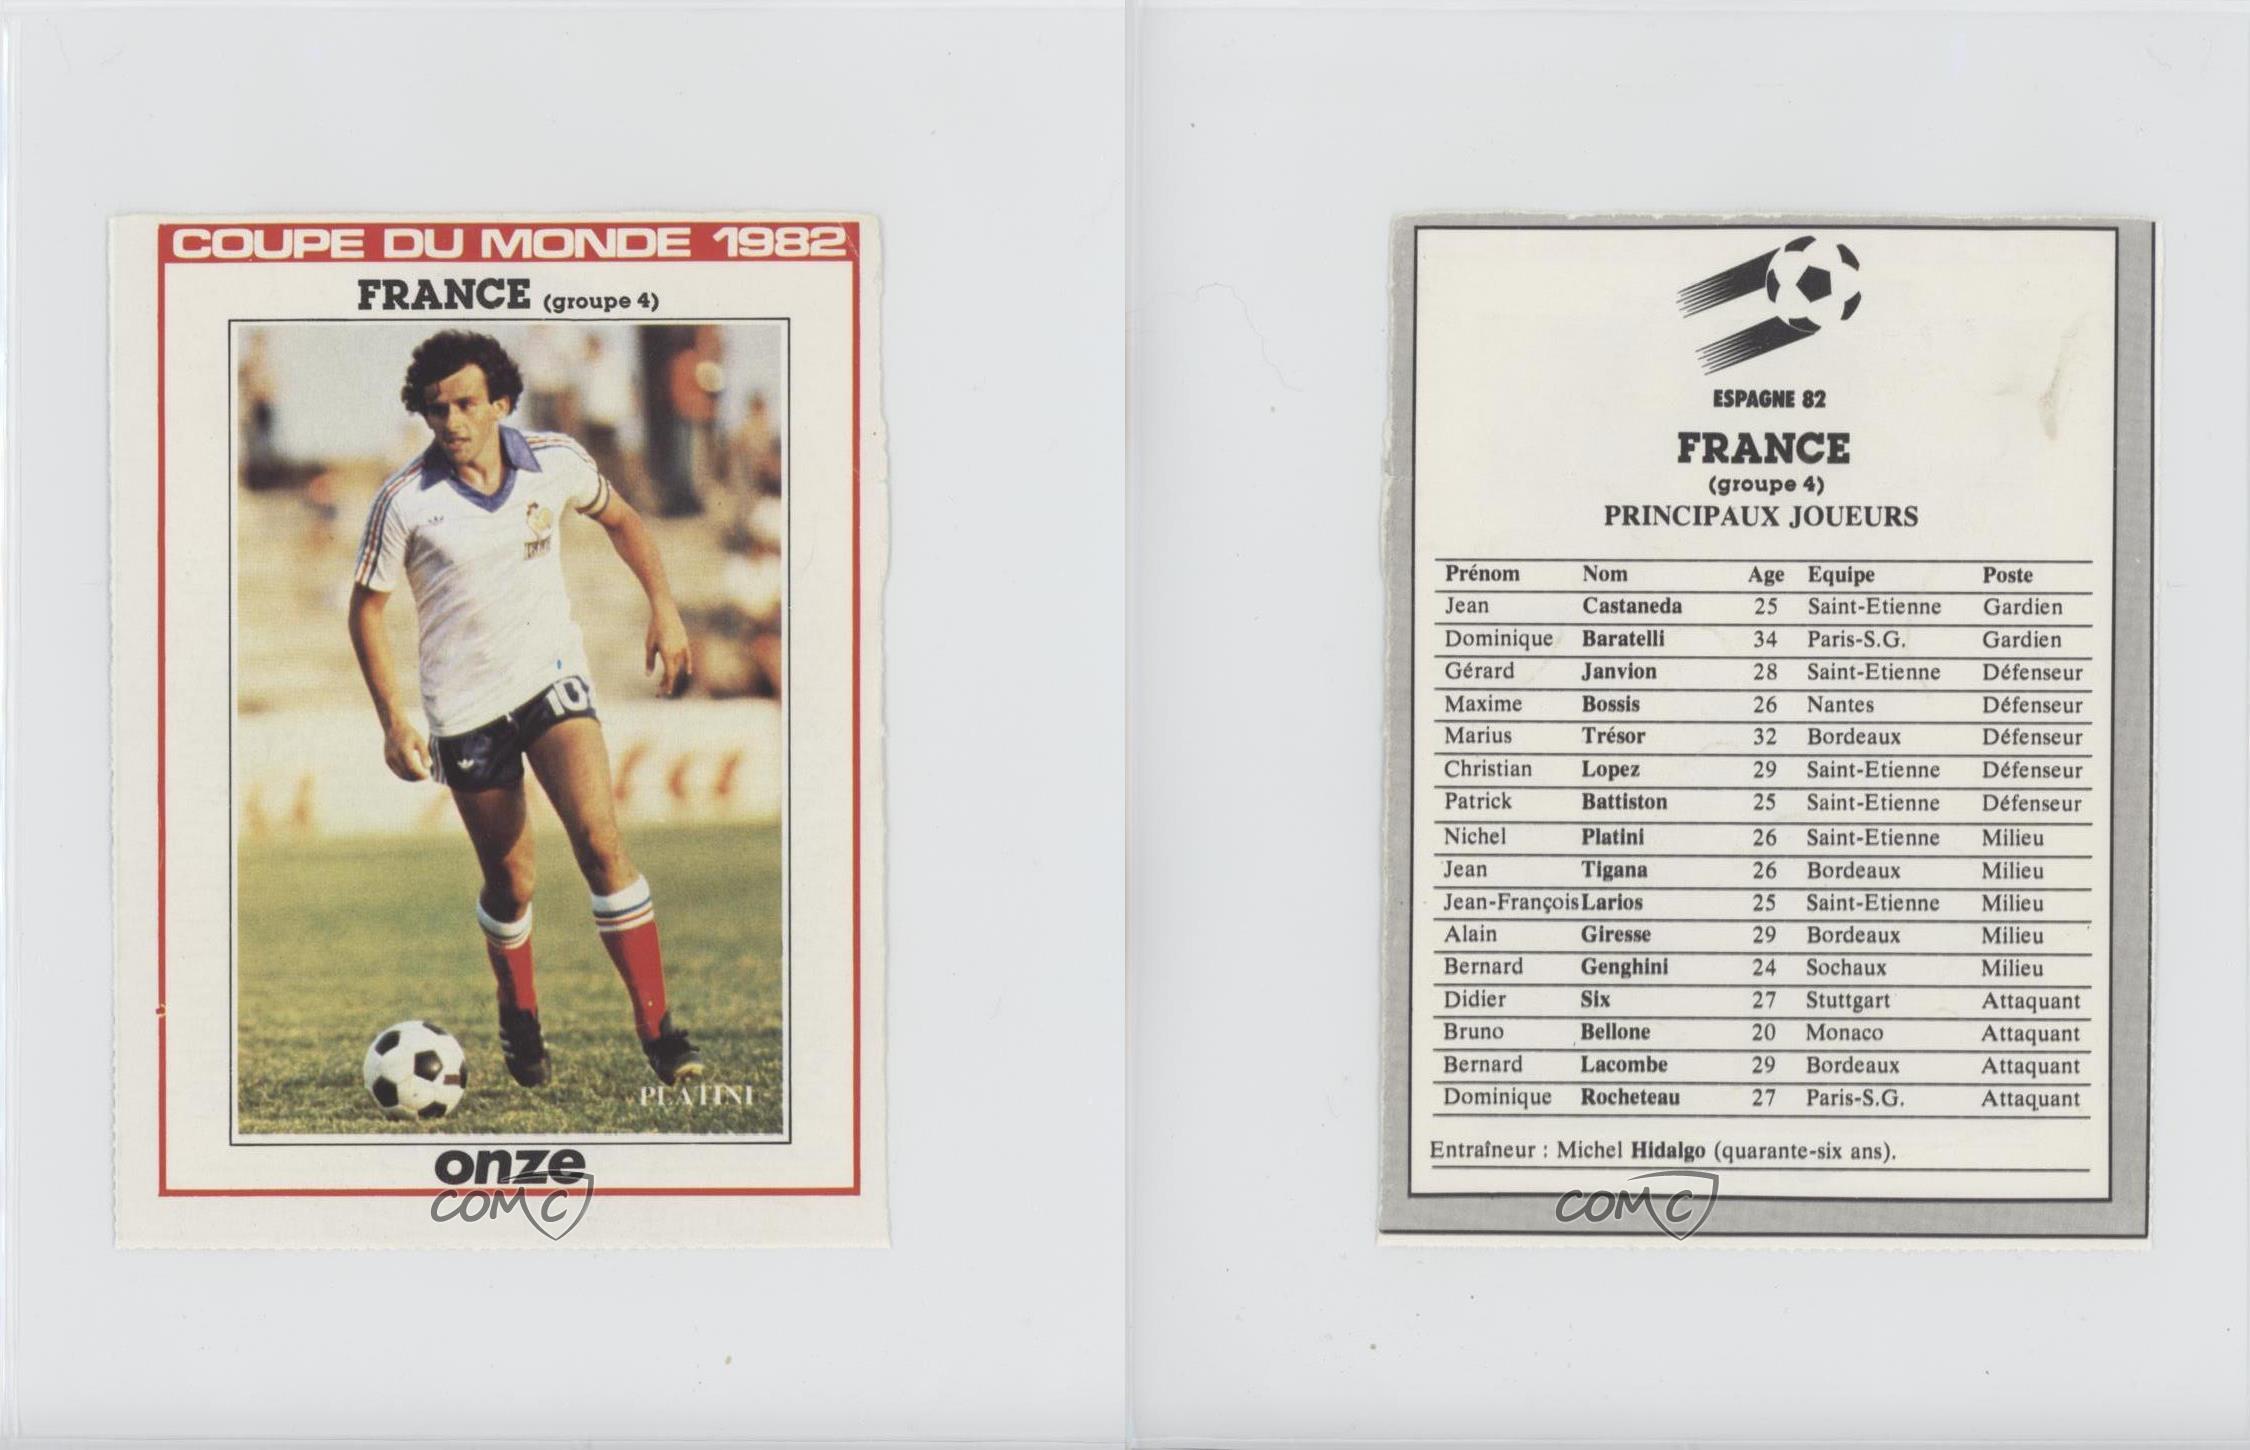 COUPE DU MONDE 1982
FRANCE (groupe 4)
10
PLATINI
onze
COMC
ESPAGNE 82
FRANCE
(groupe 4)
PRINCIPAUX JOUEURS
Prénom Nom Age Equipe Poste
Jean Castaneda 25 Saint-Etienne Gardien
Dominique Baratelli 34 Paris-S.G. Gardien
Gérard Janvion 28 Saint-Etienne Défenseur
Maxime Bossis 26 Nantes Défenseur
Marius Trésor 32 Bordeaux Défenseur
Christian Lopez 29 Saint-Etienne Défenseur
Patrick Battiston 25 Saint-Etienne Défenseur
Nichel Platini 26 Saint-Etienne Milieu
Jean Tigana 26 Bordeaux Milieu
Jean-François Larios 25 Saint-Etienne Milieu
Alain Giresse 29 Bordeaux Milieu
Bernard Genghini 24 Sochaux Milieu
Didier Six 27 Stuttgart Attaquant
Bruno Bellone 20 Monaco Attaquant
Bernard Lacombe 29 Bordeaux Attaquant
Dominique Rocheteau 27 Paris-S.G. Attaquant
Entraîneur : Michel Hidalgo (quarante-six ans).
COMC